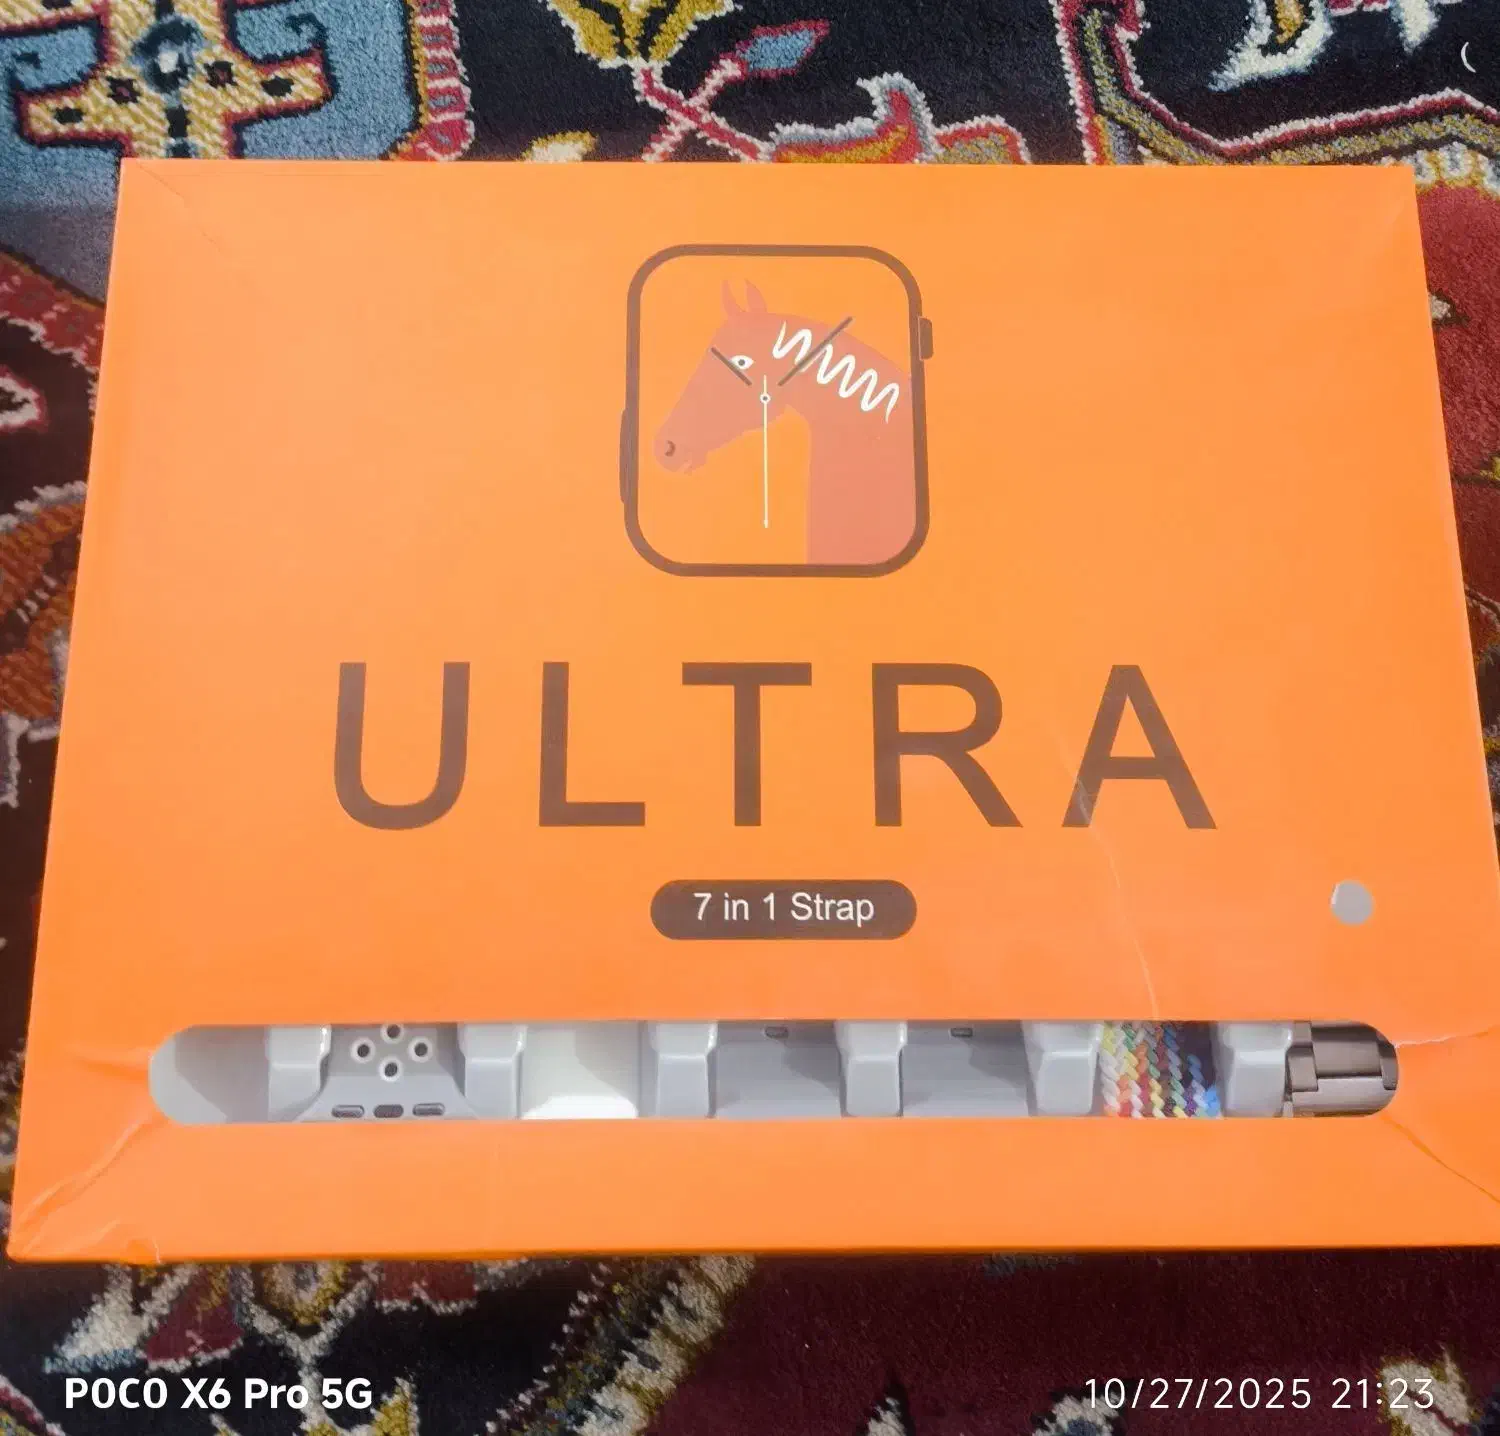 ULTRA
7 in 1 Strap
POCO X6 Pro 5G
10/27/2025 21:23